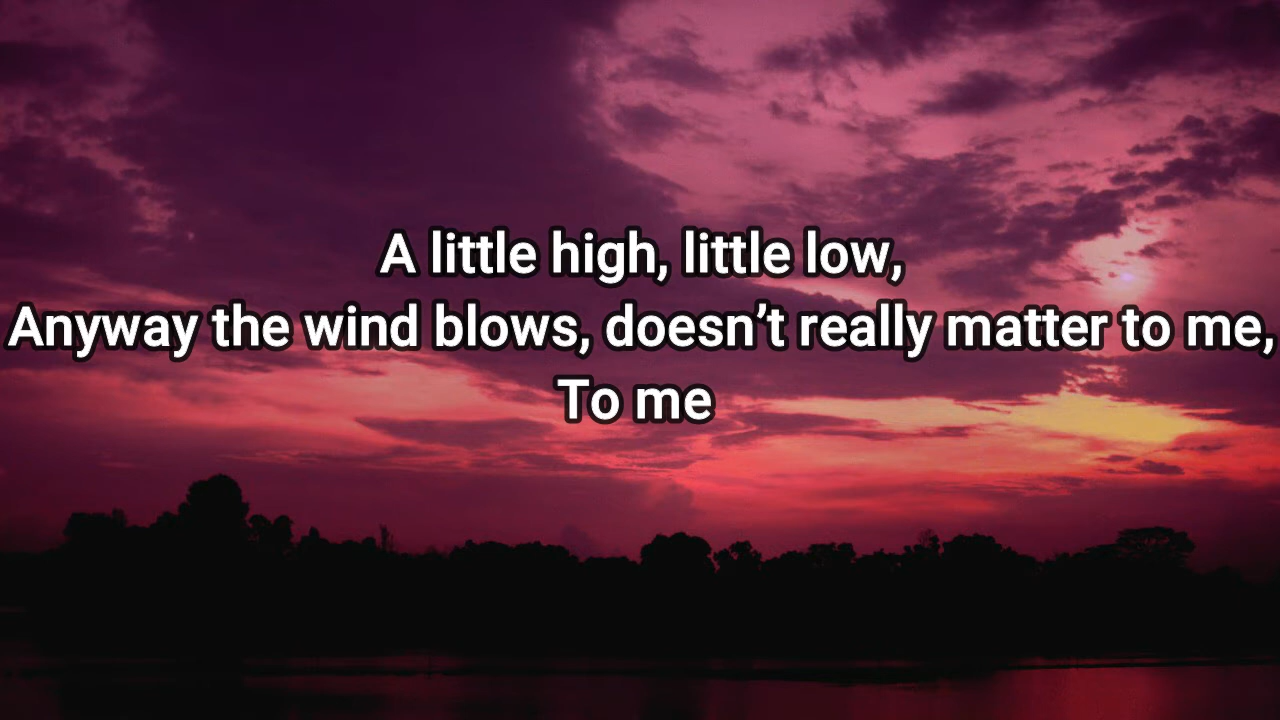 A little high, little low,
Anyway the wind blows, doesn’t really matter to me,
To me